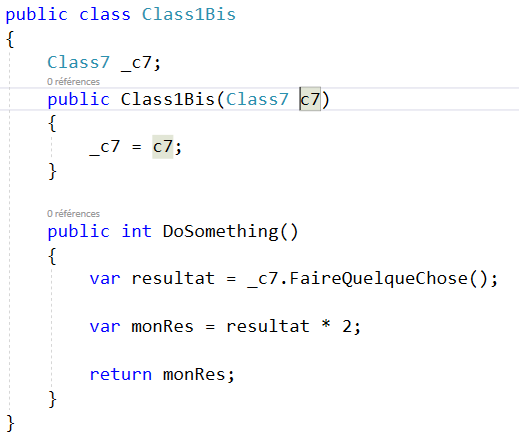 public class Class1Bis
{
Class7 _c7;
0 références
public Class1Bis(Class7 c7)
{
_c7 = c7;
}
0 références
public int DoSomething()
{
var resultat = _c7.FaireQuelqueChose();
var monRes = resultat * 2;
return monRes;
}
}